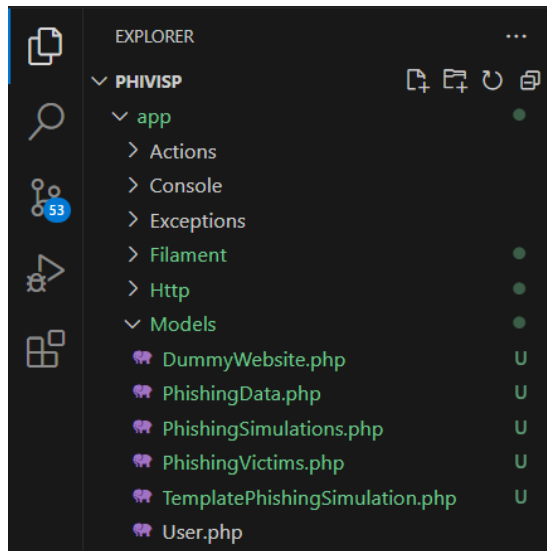 EXPLORER ...
PHIVISP
app
Actions
Console
Exceptions
53
Filament
Http
Models
DummyWebsite.php U
PhishingData.php U
PhishingSimulations.php U
PhishingVictims.php U
TemplatePhishingSimulation.php U
User.php